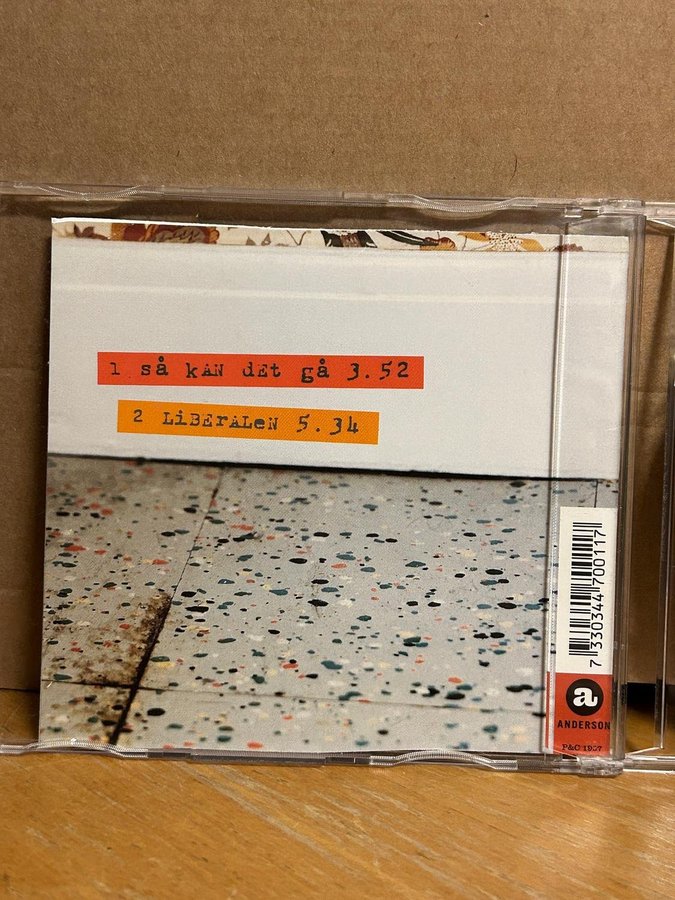 1 så kAN dEt gå 3.52
2 LiBErALeN 5.34
7 330344 700117
a
ANDERSON
P&C 1997